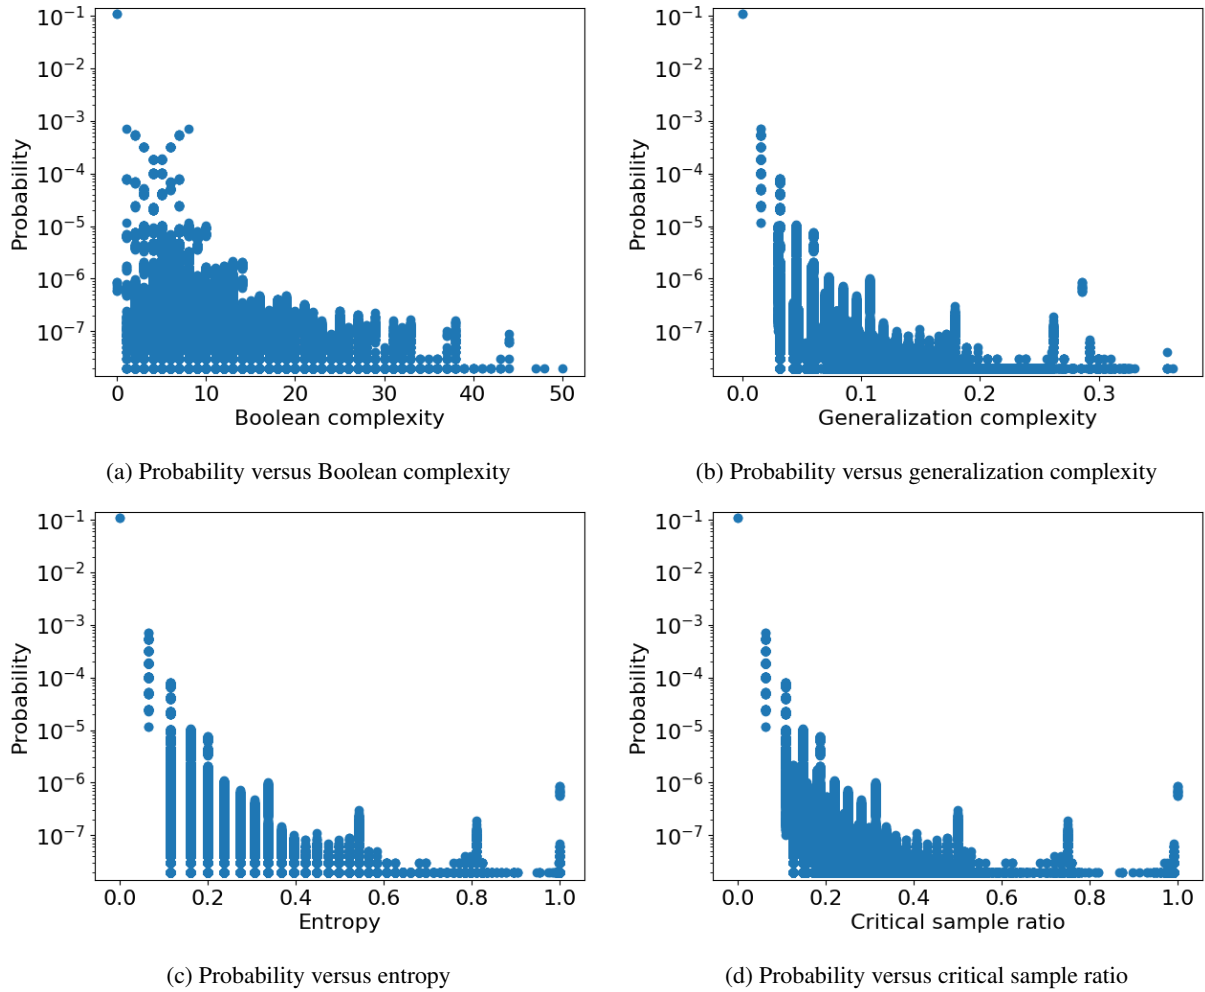 10⁻¹
10⁻²
10⁻³
10⁻⁴
10⁻⁵
10⁻⁶
10⁻⁷
Probability
0 10 20 30 40 50
Boolean complexity
(a) Probability versus Boolean complexity
10⁻¹
10⁻²
10⁻³
10⁻⁴
10⁻⁵
10⁻⁶
10⁻⁷
Probability
0.0 0.1 0.2 0.3
Generalization complexity
(b) Probability versus generalization complexity
10⁻¹
10⁻²
10⁻³
10⁻⁴
10⁻⁵
10⁻⁶
10⁻⁷
Probability
0.0 0.2 0.4 0.6 0.8 1.0
Entropy
(c) Probability versus entropy
10⁻¹
10⁻²
10⁻³
10⁻⁴
10⁻⁵
10⁻⁶
10⁻⁷
Probability
0.0 0.2 0.4 0.6 0.8 1.0
Critical sample ratio
(d) Probability versus critical sample ratio